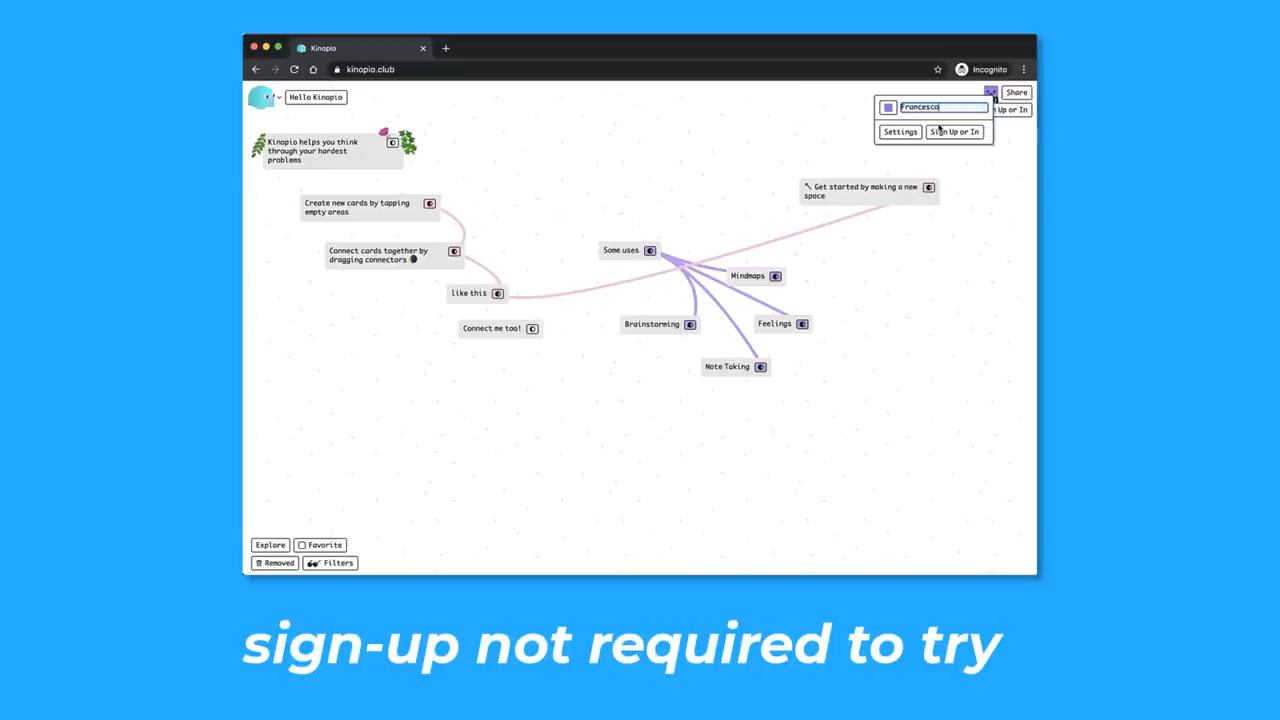 Kinopio
kinopio.club
Incognito
Hello Kinopio
Share
Francesco
Up or In
Settings
Sign Up or In
Kinopio helps you think
through your hardest
problems
Get started by making a new
space
Create new cards by tapping
empty areas
Connect cards together by
dragging connectors
Some uses
Mindmaps
like this
Connect me too!
Brainstorming
Feelings
Note Taking
Explore
Favorite
Removed
Filters
sign-up not required to try